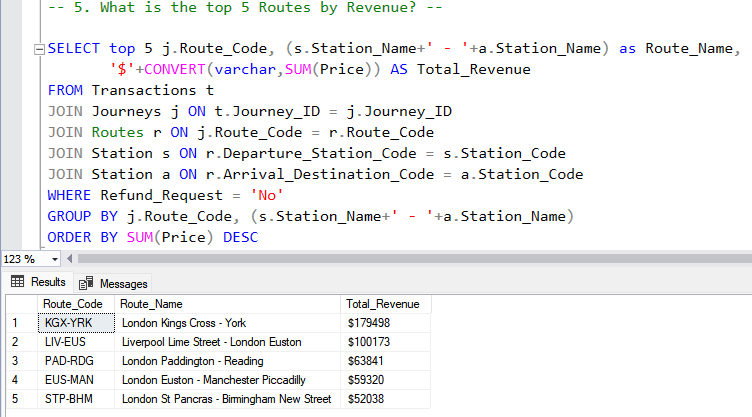 -- 5. What is the top 5 Routes by Revenue? --
SELECT top 5 j.Route_Code, (s.Station_Name+' - '+a.Station_Name) as Route_Name,
'$'+CONVERT(varchar,SUM(Price)) AS Total_Revenue
FROM Transactions t
JOIN Journeys j ON t.Journey_ID = j.Journey_ID
JOIN Routes r ON j.Route_Code = r.Route_Code
JOIN Station s ON r.Departure_Station_Code = s.Station_Code
JOIN Station a ON r.Arrival_Destination_Code = a.Station_Code
WHERE Refund_Request = 'No'
GROUP BY j.Route_Code, (s.Station_Name+' - '+a.Station_Name)
ORDER BY SUM(Price) DESC
123 %
Results Messages
Route_Code Route_Name Total_Revenue
1 KGX-YRK London Kings Cross - York $179498
2 LIV-EUS Liverpool Lime Street - London Euston $100173
3 PAD-RDG London Paddington - Reading $63841
4 EUS-MAN London Euston - Manchester Piccadilly $59320
5 STP-BHM London St Pancras - Birmingham New Street $52038